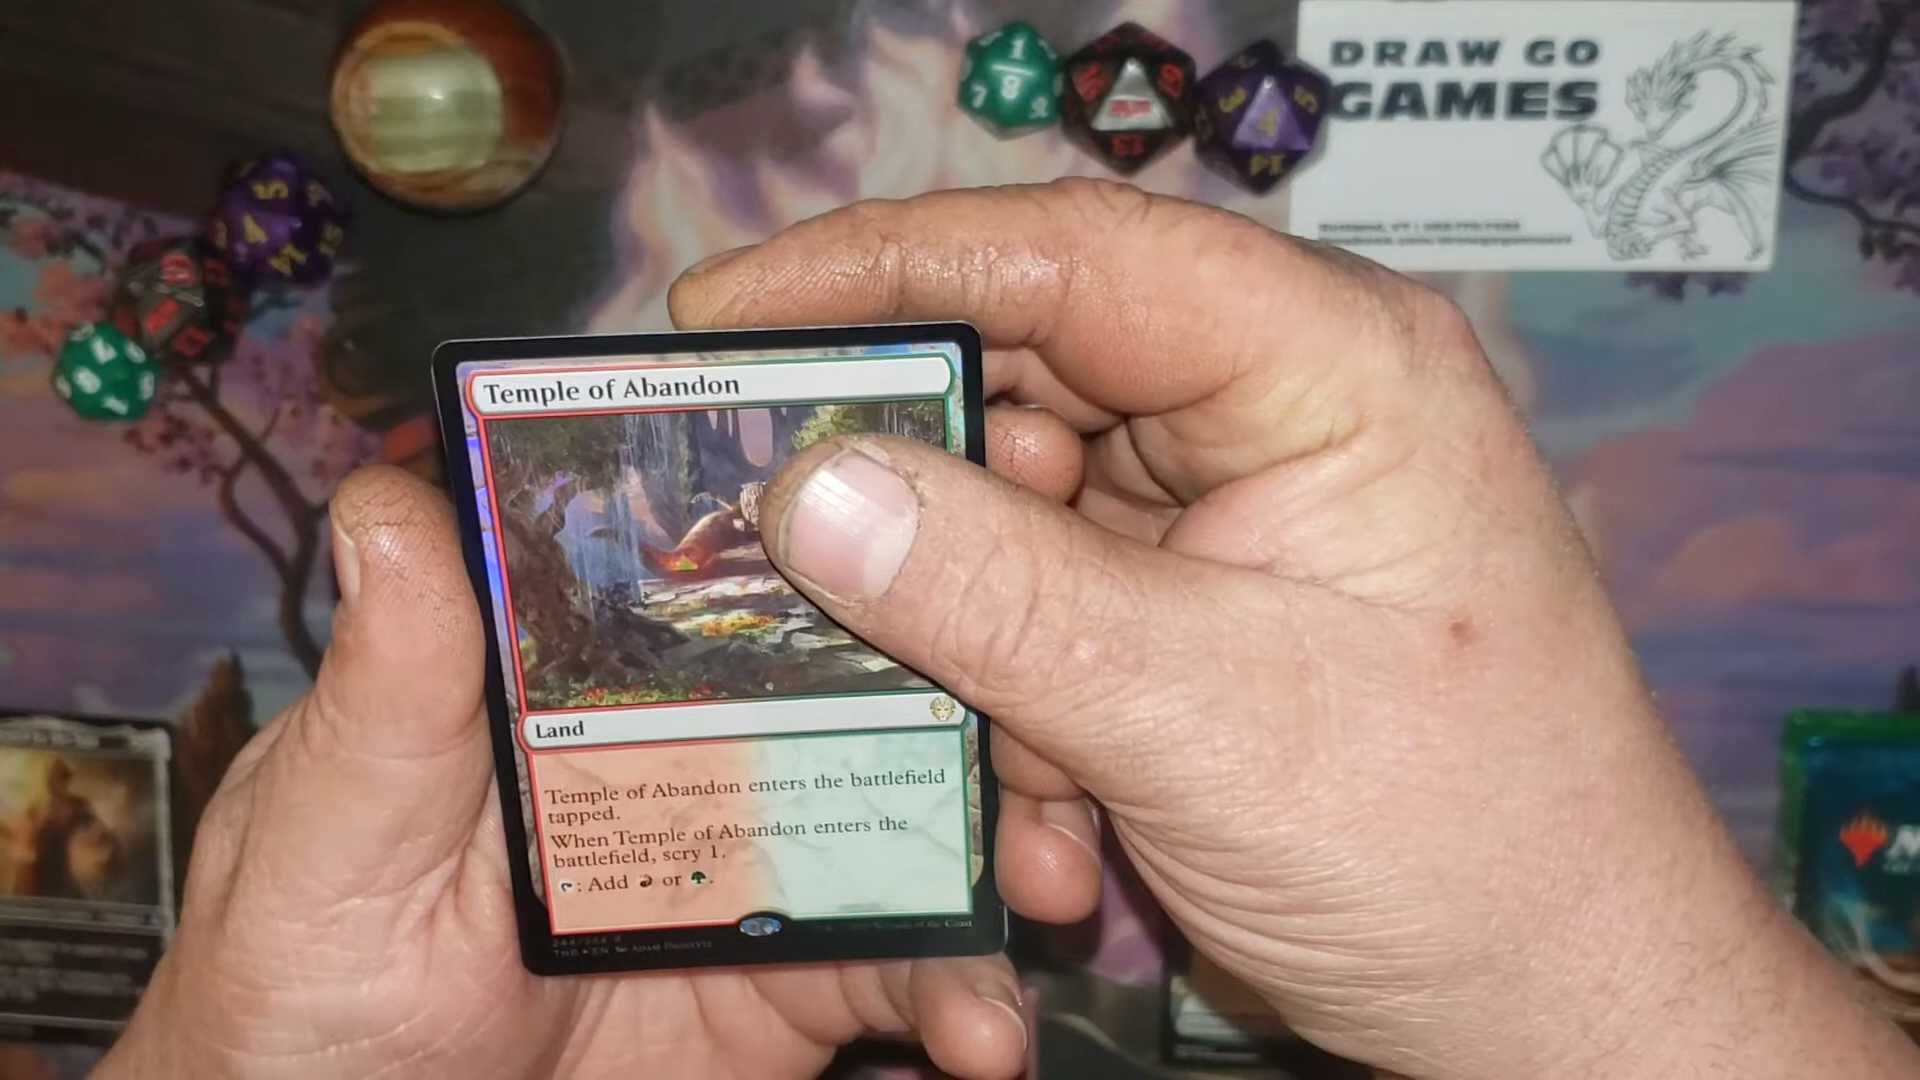 DRAW GO
GAMES
Temple of Abandon
Land
Temple of Abandon enters the battlefield
tapped.
When Temple of Abandon enters the
battlefield, scry 1.
: Add or .